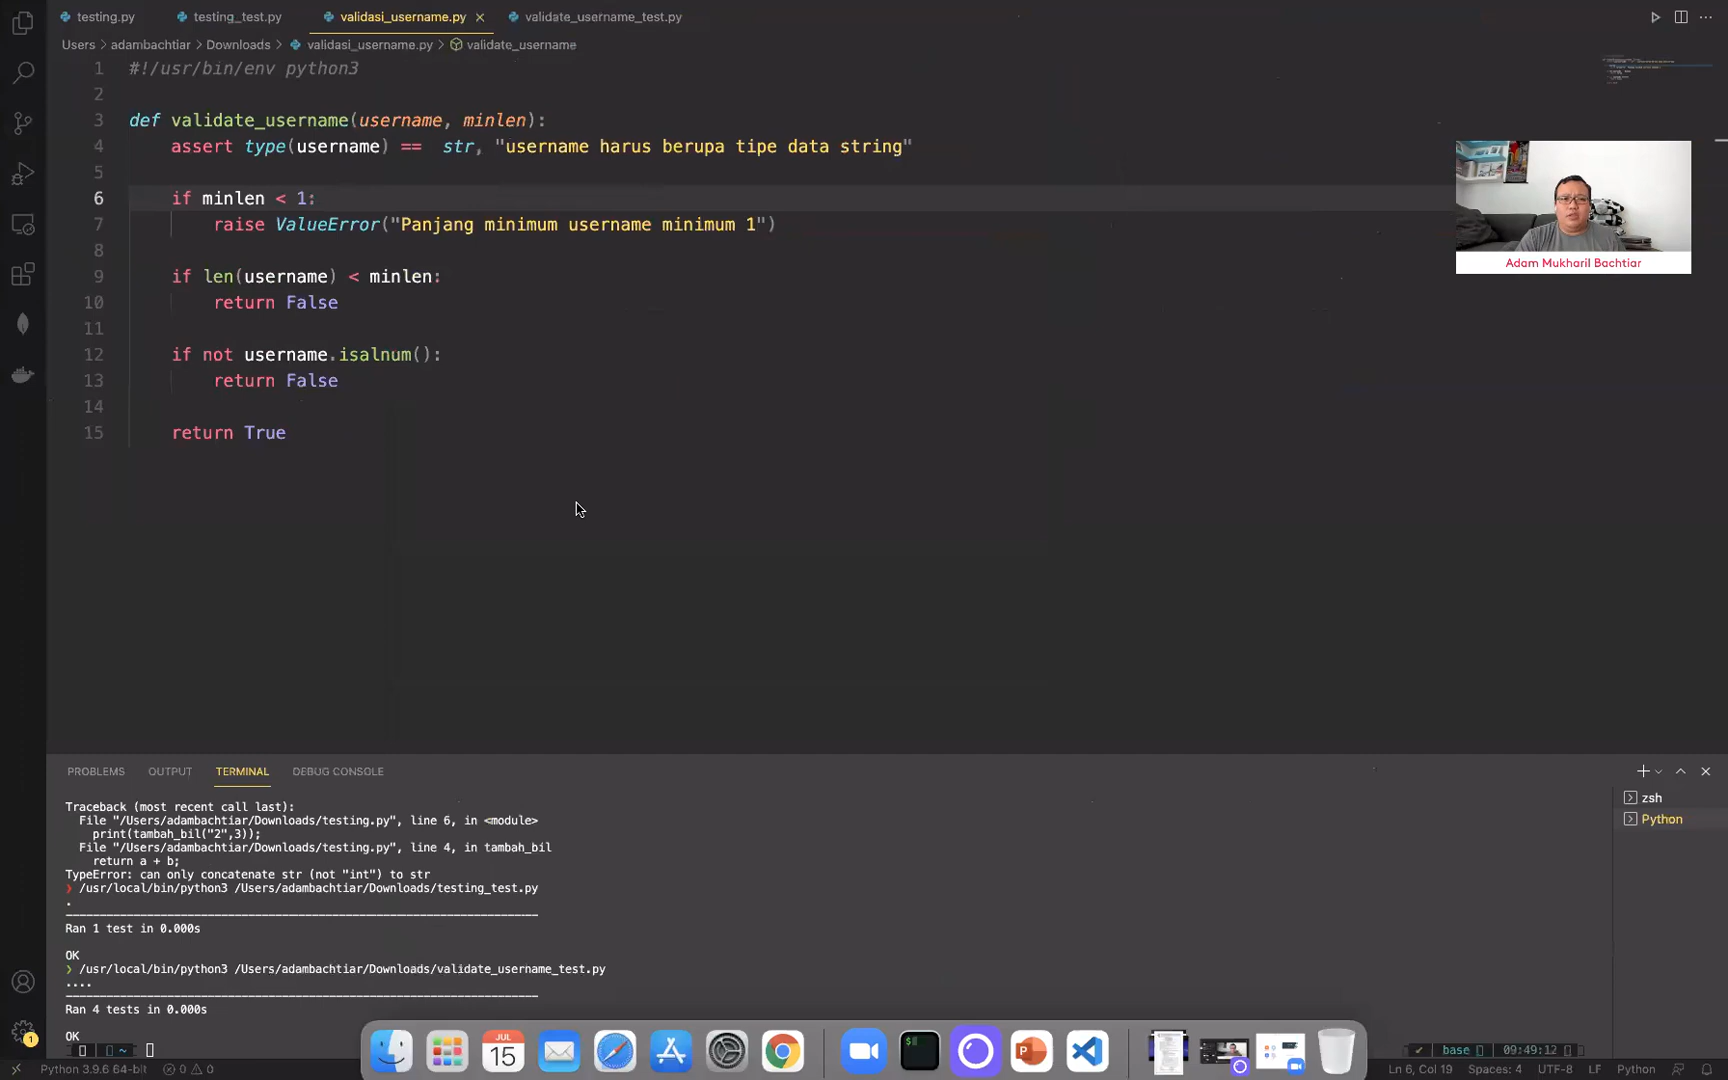 testing.py
testing_test.py
validasi_username.py
validate_username_test.py
Users > adambachtiar > Downloads > validasi_username.py > validate_username
1 #!/usr/bin/env python3
2
3 def validate_username(username, minlen):
4 assert type(username) ==  str, "username harus berupa tipe data string"
5
6 if minlen < 1:
7 raise ValueError("Panjang minimum username minimum 1")
8
9 if len(username) < minlen:
10 return False
11
12 if not username.isalnum():
13 return False
14
15 return True
Adam Mukharil Bachtiar
PROBLEMS OUTPUT TERMINAL DEBUG CONSOLE
zsh
Python
Traceback (most recent call last):
File "/Users/adambachtiar/Downloads/testing.py", line 6, in <module>
print(tambah_bil("2",3));
File "/Users/adambachtiar/Downloads/testing.py", line 4, in tambah_bil
return a + b;
TypeError: can only concatenate str (not "int") to str
❯ /usr/local/bin/python3 /Users/adambachtiar/Downloads/testing_test.py
.
----------------------------------------------------------------------
Ran 1 test in 0.000s
OK
❯ /usr/local/bin/python3 /Users/adambachtiar/Downloads/validate_username_test.py
....
----------------------------------------------------------------------
Ran 4 tests in 0.000s
OK
~
base 09:49:12
JUL
15
$
1
Python 3.9.6 64-bit 0 0
Ln 6, Col 19 Spaces: 4 UTF-8 LF Python